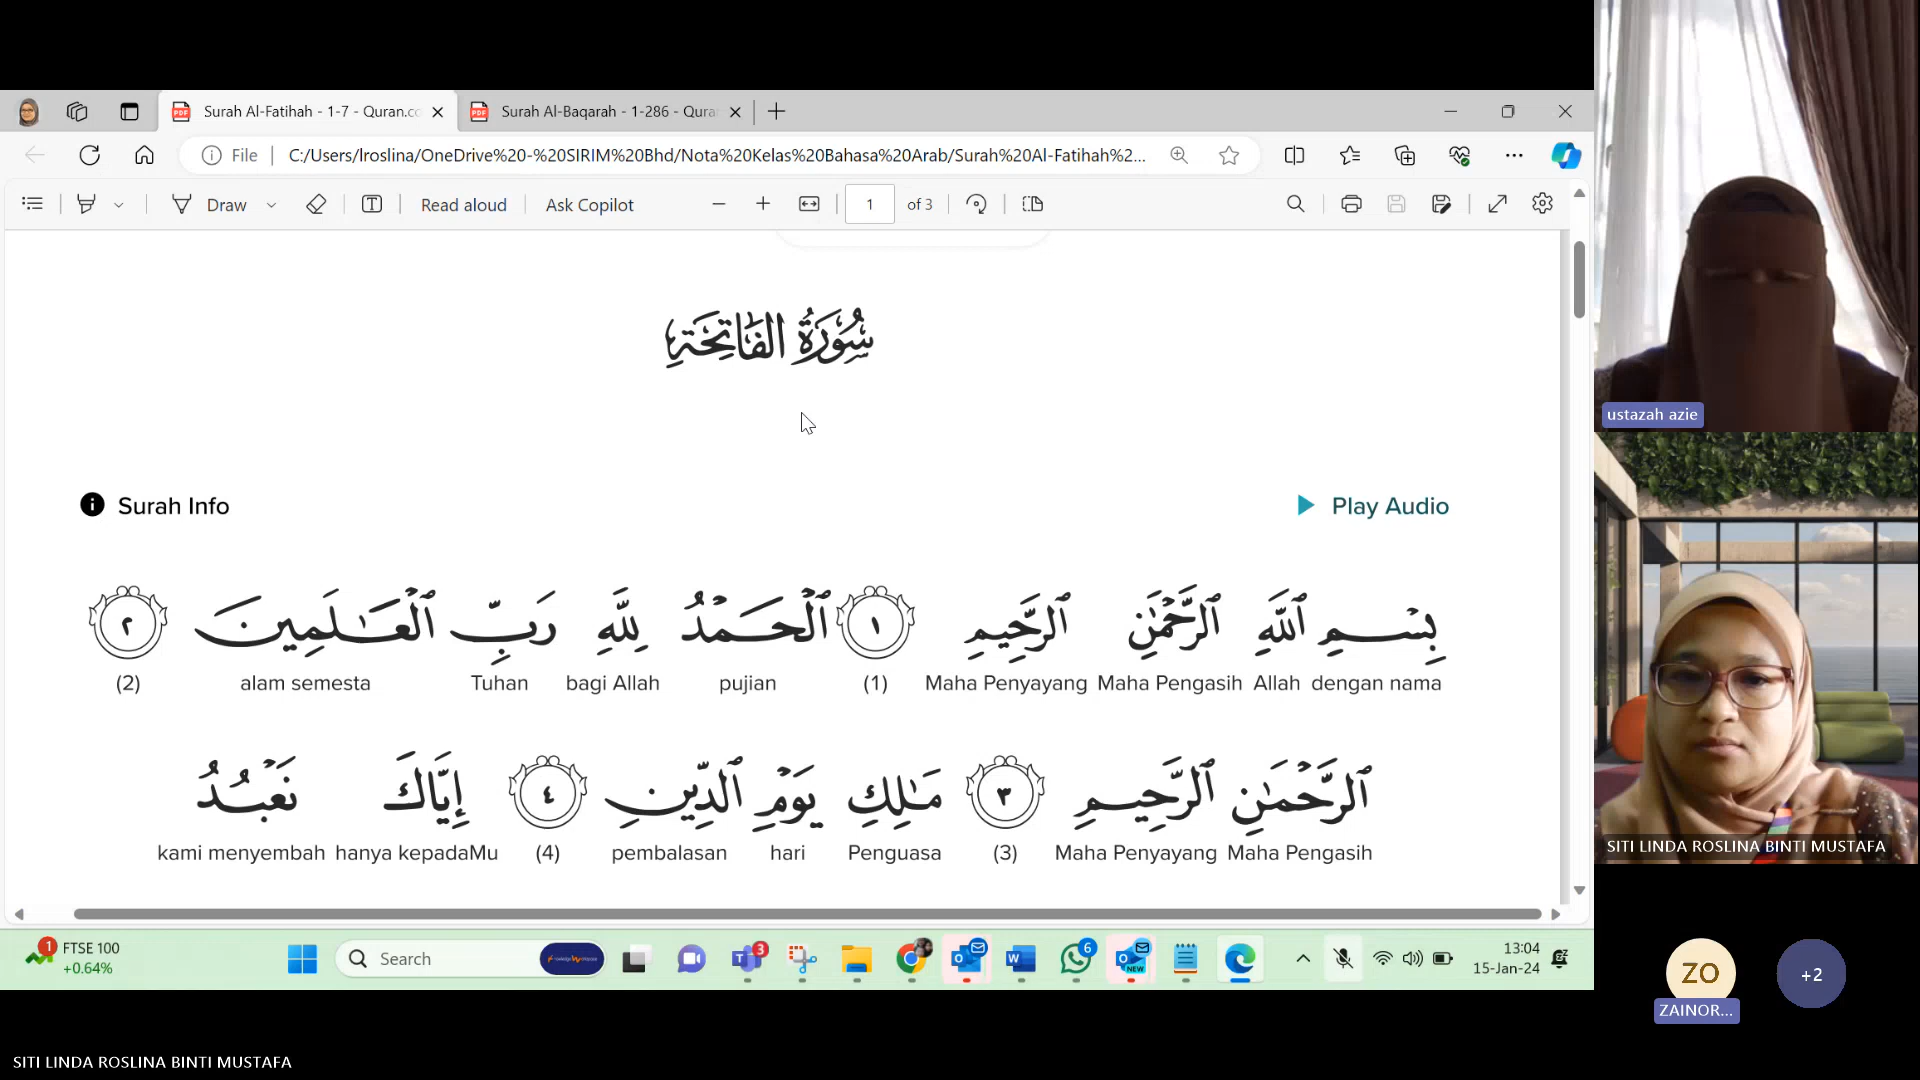 Surah Al-Fatihah - 1-7 - Quran.co
Surah Al-Baqarah - 1-286 - Qura
File
C:/Users/lroslina/OneDrive%20-%20SIRIM%20Bhd/Nota%20Kelas%20Bahasa%20Arab/Surah%20Al-Fatihah%2...
Draw
Read aloud
Ask Copilot
1 of 3
سُورَةُ الفَاتِحَةِ
Surah Info
Play Audio
بِسْمِ ٱللَّهِ ٱلرَّحْمَٰنِ ٱلرَّحِيمِ ١ ٱلْحَمْدُ لِلَّهِ رَبِّ ٱلْعَٰلَمِينَ ٢
(2) alam semesta Tuhan bagi Allah pujian (1) Maha Penyayang Maha Pengasih Allah dengan nama
ٱلرَّحْمَٰنِ ٱلرَّحِيمِ ٣ مَٰلِكِ يَوْمِ ٱلدِّينِ ٤ إِيَّاكَ نَعْبُدُ
kami menyembah hanya kepadaMu (4) pembalasan hari Penguasa (3) Maha Penyayang Maha Pengasih
1
FTSE 100
+0.64%
Search
3
6
NEW
13:04
15-Jan-24
ustazah azie
SITI LINDA ROSLINA BINTI MUSTAFA
ZO
ZAINOR...
+2
SITI LINDA ROSLINA BINTI MUSTAFA